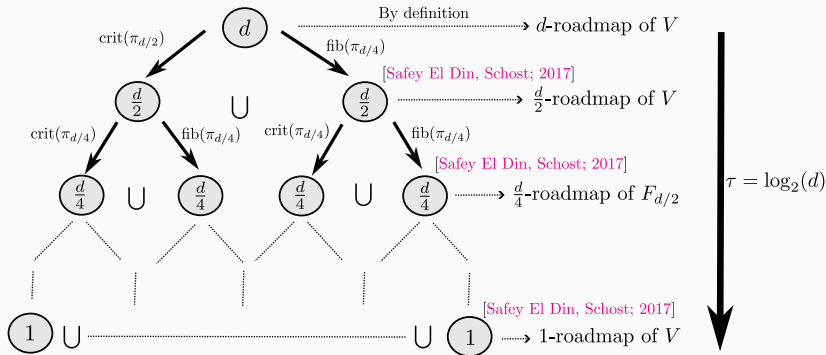 By definition
d
d-roadmap of V
crit(π_{d/2})
fib(π_{d/4})
[Safey El Din, Schost; 2017]
d/2
∪
d/2
d/2-roadmap of V
crit(π_{d/4})
fib(π_{d/4})
crit(π_{d/4})
fib(π_{d/4})
[Safey El Din, Schost; 2017]
τ = log₂(d)
d/4
∪
d/4
d/4
∪
d/4
d/4-roadmap of F_{d/2}
[Safey El Din, Schost; 2017]
1
∪
∪
1
1-roadmap of V